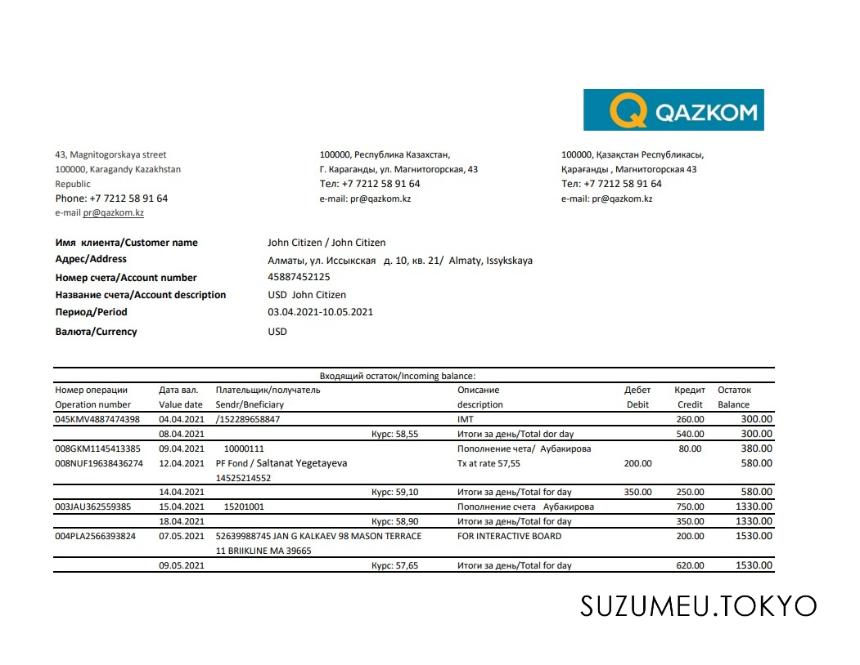 QAZKOM
43, Magnitogorskaya street
100000, Karagandy Kazakhstan
Republic
Phone: +7 7212 58 91 64
e-mail pr@qazkom.kz
100000, Республика Казахстан,
Г. Караганды, ул. Магнитогорская, 43
Тел: +7 7212 58 91 64
e-mail: pr@qazkom.kz
100000, Қазақстан Республикасы,
Қарағанды , Магнитогорская 43
Тел: +7 7212 58 91 64
e-mail: pr@qazkom.kz
Имя клиента/Customer name John Citizen / John Citizen
Адрес/Address Алматы, ул. Иссыкская д. 10, кв. 21/ Almaty, Issykskaya
Номер счета/Account number 45887452125
Название счета/Account description USD John Citizen
Период/Period 03.04.2021-10.05.2021
Валюта/Currency USD
Входящий остаток/Incoming balance:
Номер операции Дата вал. Плательщик/получатель Описание Дебет Кредит Остаток
Operation number Value date Sendr/Bneficiary description Debit Credit Balance
045KMV4887474398 04.04.2021 /152289658847 IMT 260.00 300.00
08.04.2021 Курс: 58,55 Итоги за день/Total dor day 540.00 300.00
008GKM1145413385 09.04.2021 10000111 Пополнение чета/ Аубакирова 80.00 380.00
008NUF19638436274 12.04.2021 PF Fond / Saltanat Yegetayeva Tx at rate 57,55 200.00 580.00
14525214552
14.04.2021 Курс: 59,10 Итоги за день/Total for day 350.00 250.00 580.00
003JAU362559385 15.04.2021 15201001 Пополнение счета Аубакирова 750.00 1330.00
18.04.2021 Курс: 58,90 Итоги за день/Total for day 350.00 1330.00
004PLA2566393824 07.05.2021 52639988745 JAN G KALKAEV 98 MASON TERRACE FOR INTERACTIVE BOARD 200.00 1530.00
11 BRIIKLINE MA 39665
09.05.2021 Курс: 57,65 Итоги за день/Total for day 620.00 1530.00
SUZUMEU.TOKYO